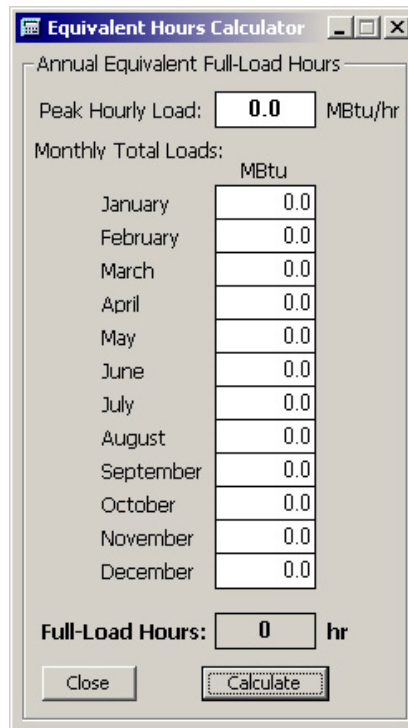 Equivalent Hours Calculator
Annual Equivalent Full-Load Hours
Peak Hourly Load: 0.0 MBtu/hr
Monthly Total Loads:
MBtu
January 0.0
February 0.0
March 0.0
April 0.0
May 0.0
June 0.0
July 0.0
August 0.0
September 0.0
October 0.0
November 0.0
December 0.0
Full-Load Hours: 0 hr
Close Calculate